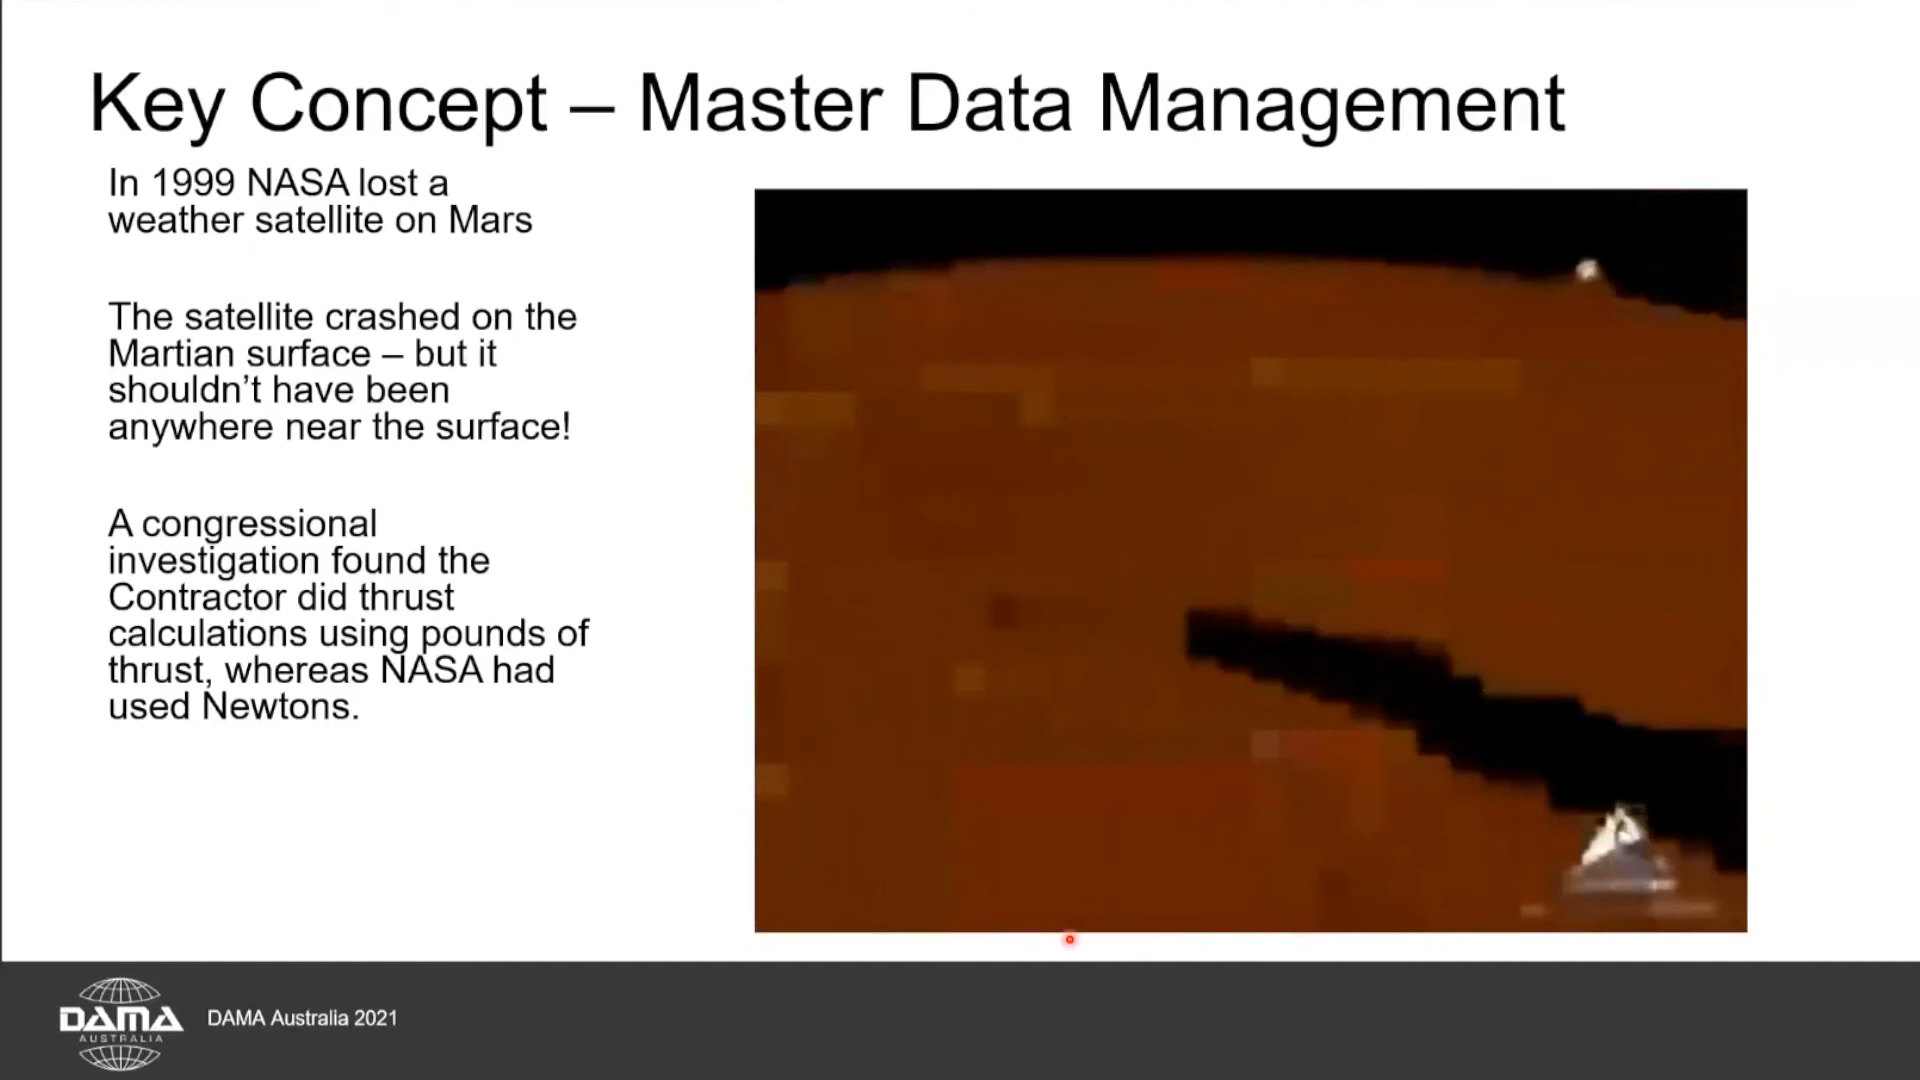 Key Concept – Master Data Management
In 1999 NASA lost a
weather satellite on Mars
The satellite crashed on the
Martian surface – but it
shouldn’t have been
anywhere near the surface!
A congressional
investigation found the
Contractor did thrust
calculations using pounds of
thrust, whereas NASA had
used Newtons.
DAMA
AUSTRALIA
DAMA Australia 2021